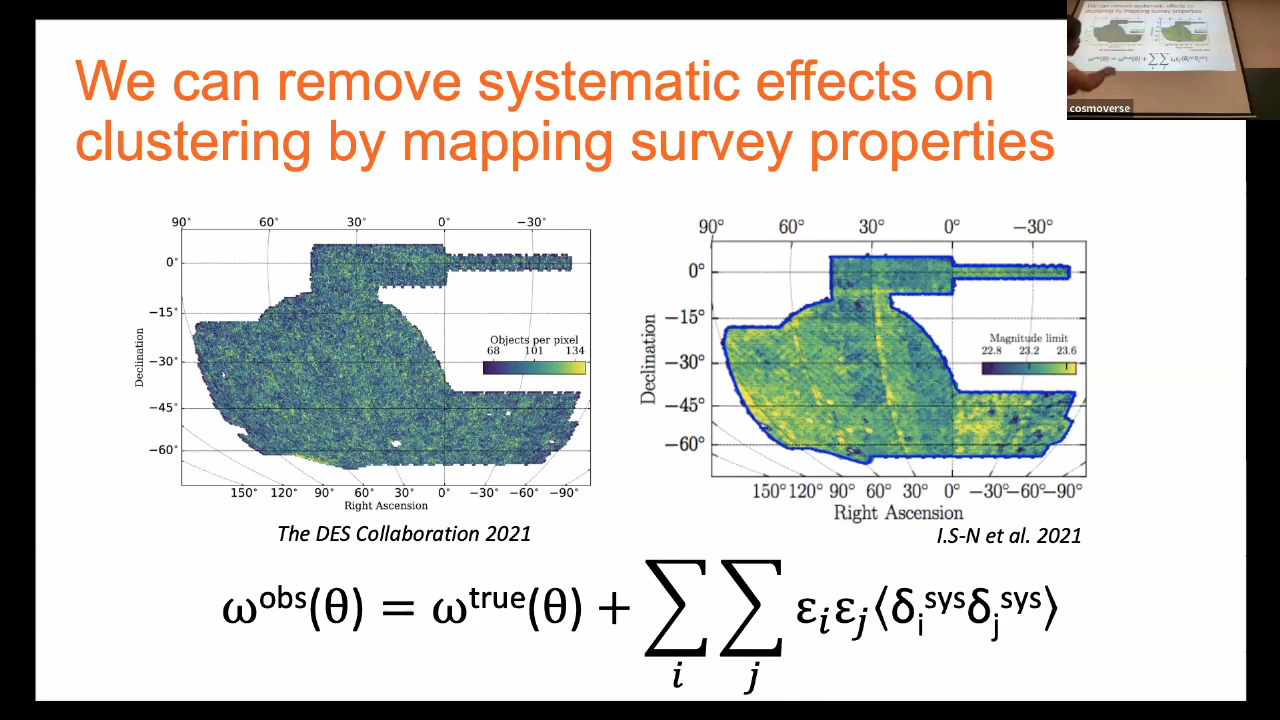 We can remove systematic effects on
clustering by mapping survey properties
cosmoverse
90° 60° 30° 0° −30°
0°
−15°
−30°
−45°
−60°
Declination
Objects per pixel
68 101 134
150° 120° 90° 60° 30° 0° −30° −60° −90°
Right Ascension
The DES Collaboration 2021
90° 60° 30° 0° −30°
0°
−15°
−30°
−45°
−60°
Declination
Magnitude limit
22.8 23.2 23.6
150° 120° 90° 60° 30° 0° −30° −60° −90°
Right Ascension
I.S-N et al. 2021
ω^obs(θ) = ω^true(θ) + ∑_i ∑_j ε_i ε_j ⟨δ_i^sys δ_j^sys⟩